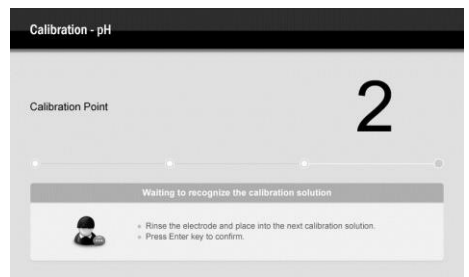 Calibration - pH
Calibration Point
2
Waiting to recognize the calibration solution
Rinse the electrode and place into the next calibration solution.
Press Enter key to confirm.